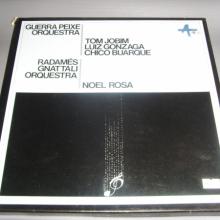 GUERRA PEIXE
ORQUESTRA
TOM JOBIM
LUIZ GONZAGA
CHICO BUARQUE
RADAMÉS
GNATTALI
ORQUESTRA
NOEL ROSA